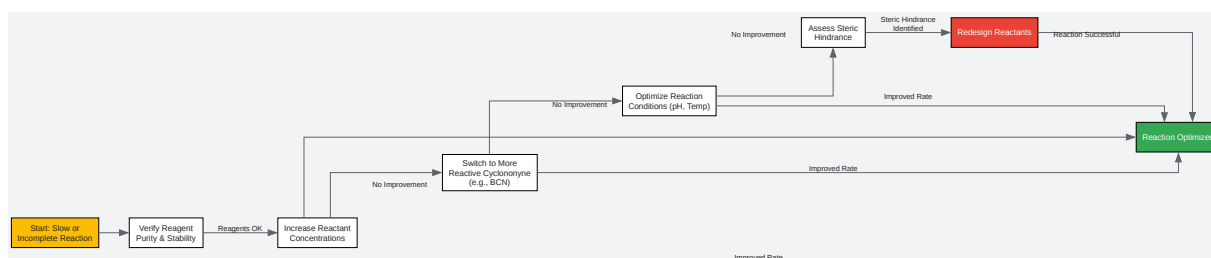 Steric Hindrance
Identified
Assess Steric
Hindrance
No Improvement
Redesign Reactants
Reaction Successful
Optimize Reaction
Conditions (pH, Temp)
No Improvement
Improved Rate
Reaction Optimized
Switch to More
Reactive Cyclononyne
(e.g., BCN)
No Improvement
Improved Rate
Start: Slow or
Incomplete Reaction
Verify Reagent
Purity & Stability
Reagents OK
Increase Reactant
Concentrations
Improved Rate